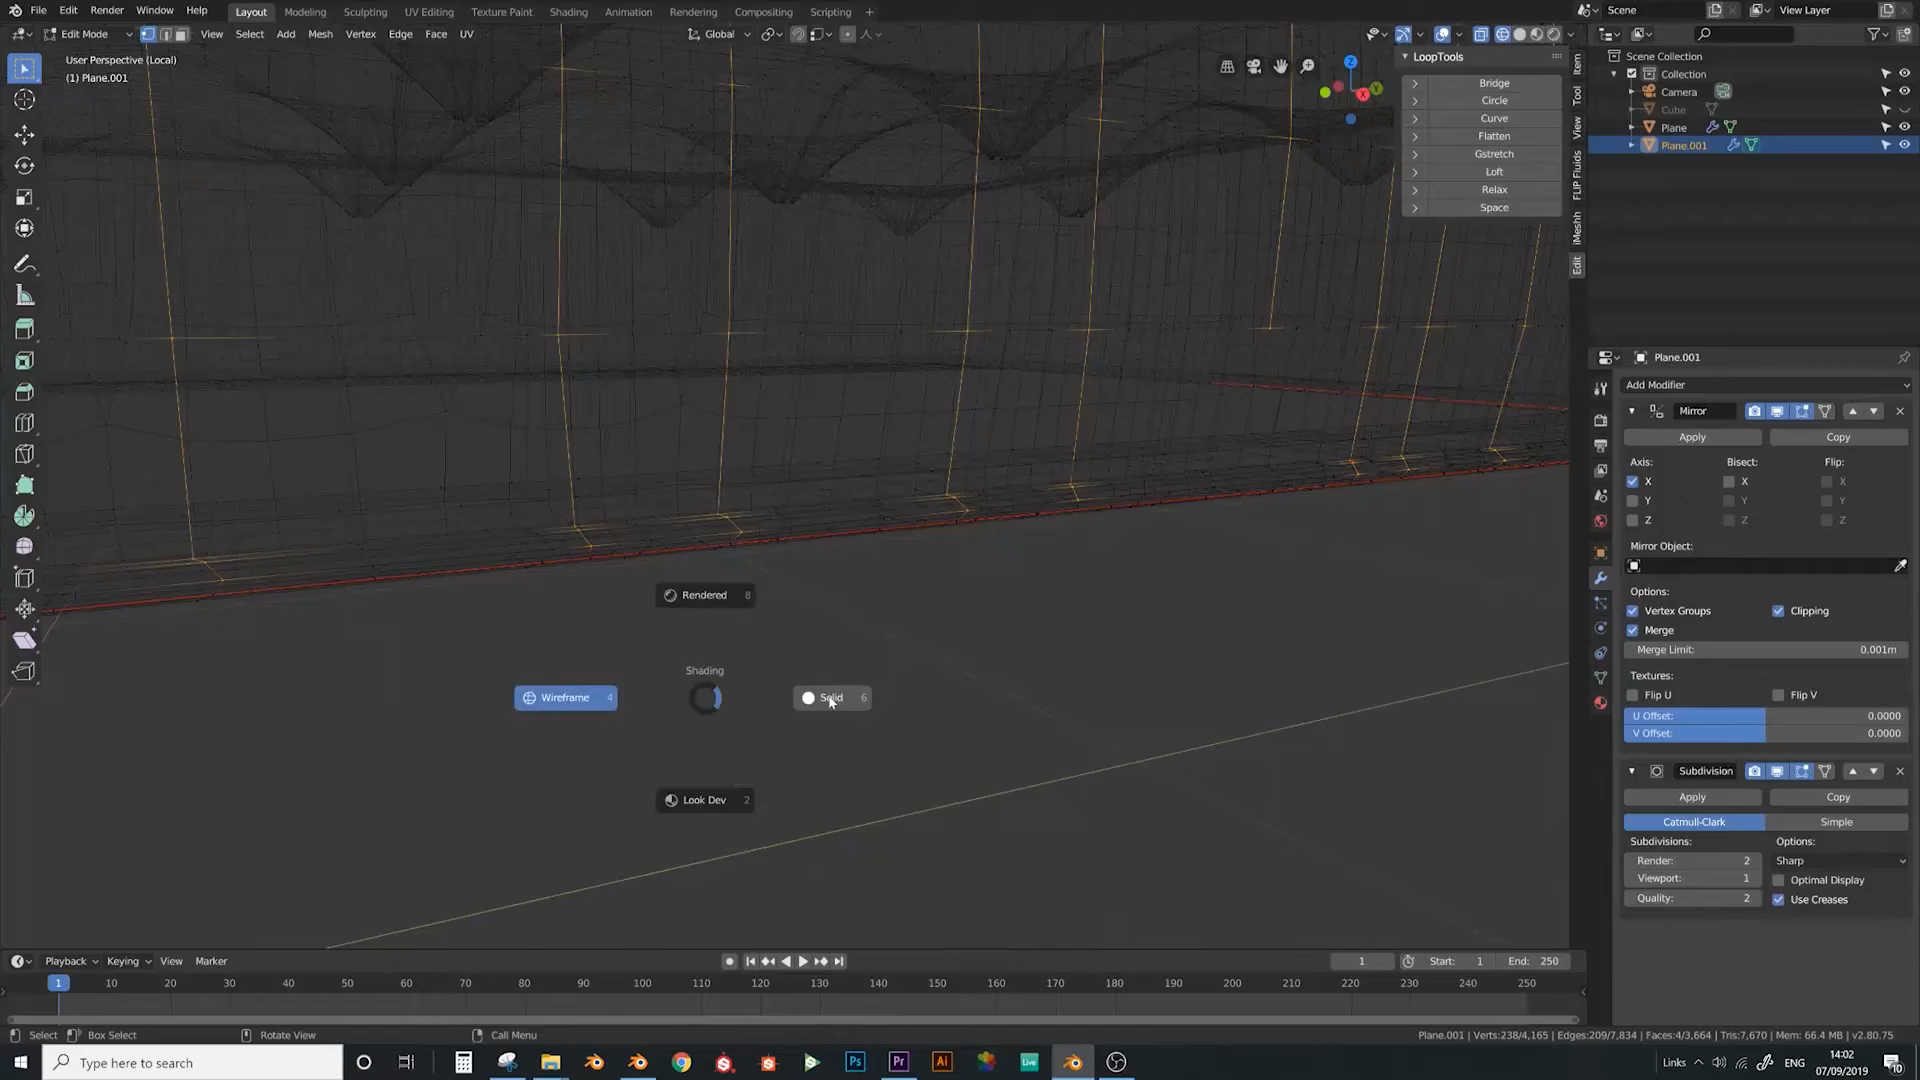 File Edit Render Window Help Layout Modeling Sculpting UV Editing Texture Paint Shading Animation Rendering Compositing Scripting + Scene View Layer
Edit Mode View Select Add Mesh Vertex Edge Face UV Global
User Perspective (Local)
(1) Plane.001
LoopTools
Bridge
Circle
Curve
Flatten
Gstretch
Loft
Relax
Space
Item
Tool
View
FLIP Fluids
iMeshh
Edit
Z
X
Y
Scene Collection
Collection
Camera
Cube
Plane
Plane.001
Rendered 8
Shading
Wireframe 4
Solid 6
Look Dev 2
Plane.001
Add Modifier
Mirror
Apply Copy
Axis: Bisect: Flip:
X X X
Y Y Y
Z Z Z
Mirror Object:
Options:
Vertex Groups Clipping
Merge
Merge Limit: 0.001m
Textures:
Flip U Flip V
U Offset: 0.0000
V Offset: 0.0000
Subdivision
Apply Copy
Catmull-Clark Simple
Subdivisions: Options:
Render: 2 Sharp
Viewport: 1 Optimal Display
Quality: 2 Use Creases
Playback Keying View Marker 1 Start: 1 End: 250
1 10 20 30 40 50 60 70 80 90 100 110 120 130 140 150 160 170 180 190 200 210 220 230 240 250
Select Box Select Rotate View Call Menu Plane.001 | Verts:238/4,165 | Edges:209/7,834 | Faces:4/3,664 | Tris:7,670 | Mem: 66.4 MB | v2.80.75
Type here to search Ps Pr Ai Live Links ENG 14:02
07/09/2019 10